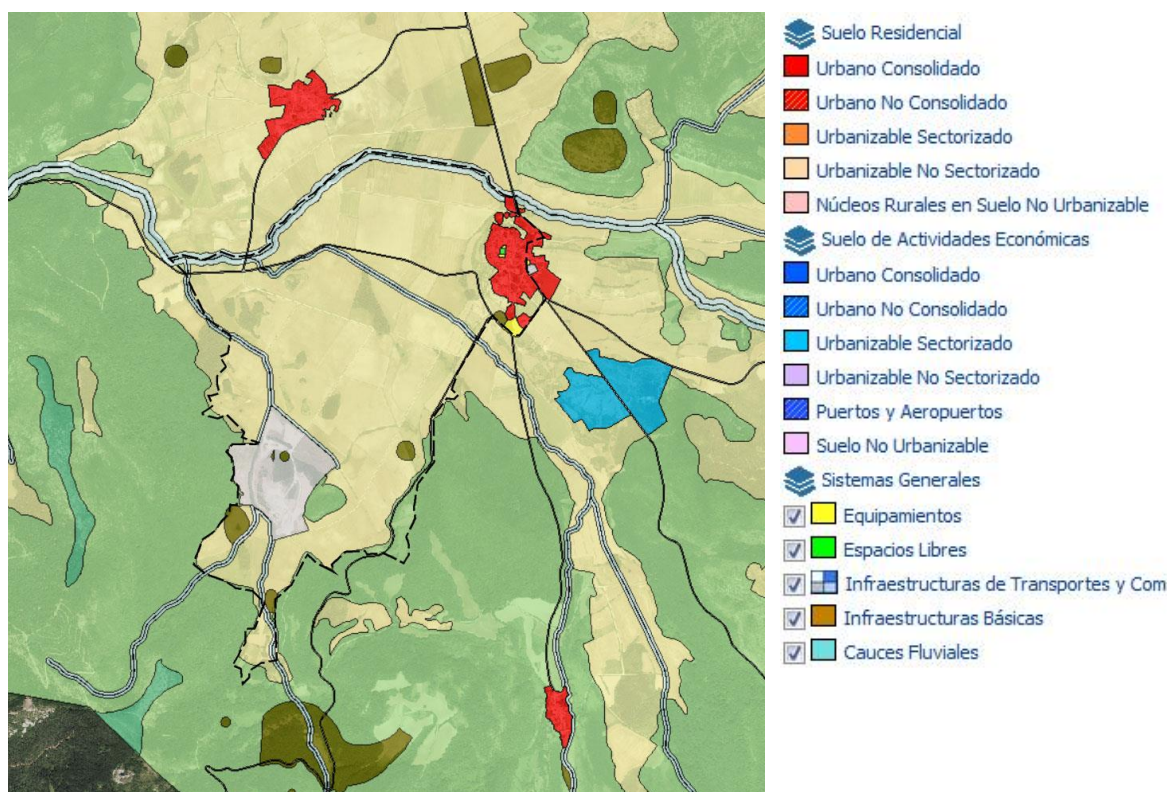 Suelo Residencial
Urbano Consolidado
Urbano No Consolidado
Urbanizable Sectorizado
Urbanizable No Sectorizado
Núcleos Rurales en Suelo No Urbanizable
Suelo de Actividades Económicas
Urbano Consolidado
Urbano No Consolidado
Urbanizable Sectorizado
Urbanizable No Sectorizado
Puertos y Aeropuertos
Suelo No Urbanizable
Sistemas Generales
Equipamientos
Espacios Libres
Infraestructuras de Transportes y Com
Infraestructuras Básicas
Cauces Fluviales